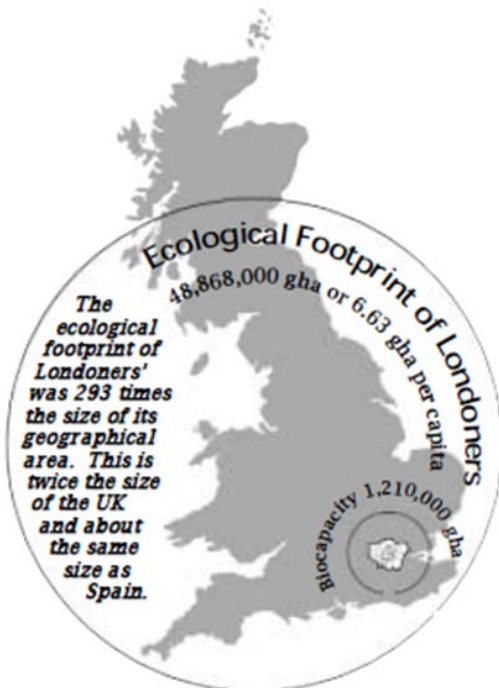 Ecological Footprint of Londoners
48,868,000 gha or 6.63 gha per capita
The
ecological
footprint of
Londoners'
was 293 times
the size of its
geographical
area. This is
twice the size
of the UK
and about
the same
size as
Spain.
Biocapacity 1,210,000 gha